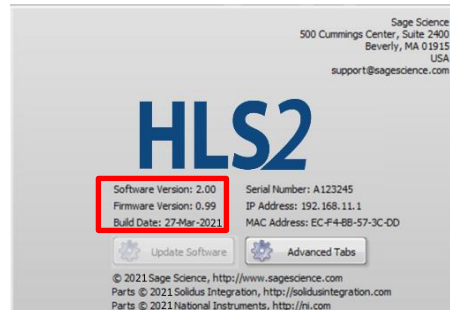 Sage Science
500 Cummings Center, Suite 2400
Beverly, MA 01915
USA
support@sagescience.com
HLS2
Software Version: 2.00
Firmware Version: 0.99
Build Date: 27-Mar-2021
Serial Number: A123245
IP Address: 192.168.11.1
MAC Address: EC-F4-BB-57-3C-DD
Update Software
Advanced Tabs
© 2021 Sage Science, http://www.sagescience.com
Parts © 2021 Solidus Integration, http://solidusintegration.com
Parts © 2021 National Instruments, http://ni.com